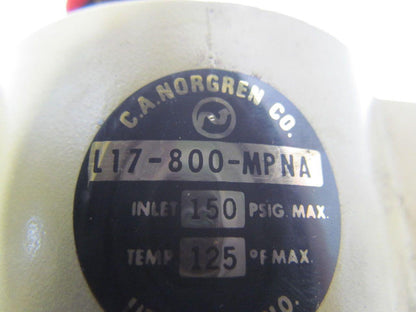 C.A.NORGREN CO.
L17-800-MPNA
INLET 150 PSIG. MAX.
TEMP. 125 °F MAX.